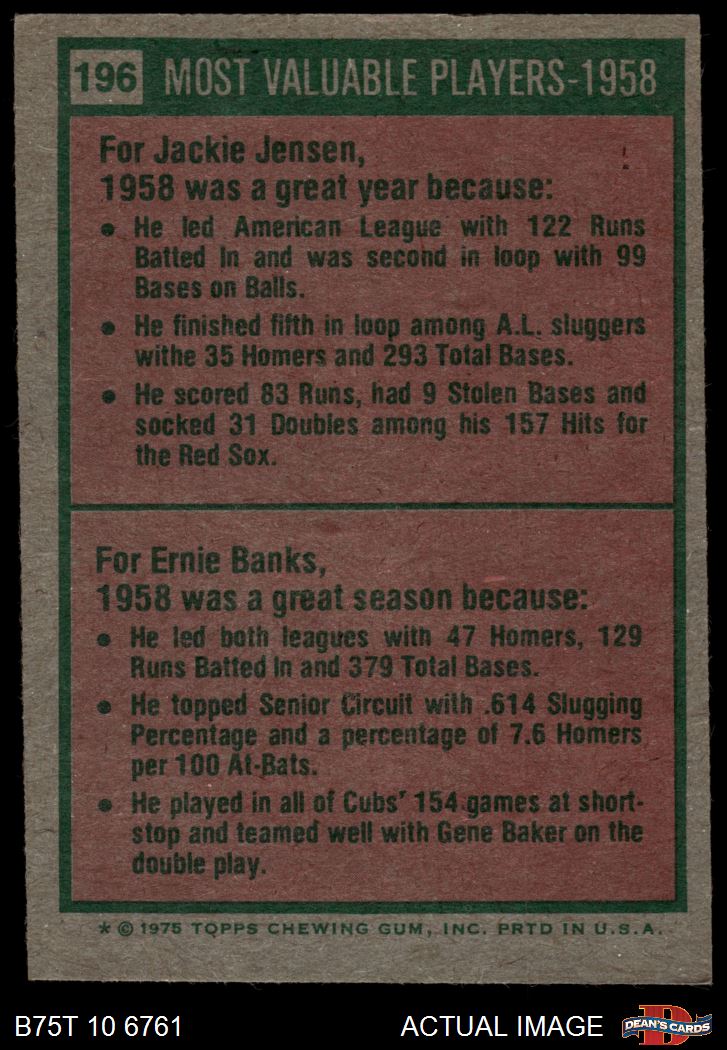 196 MOST VALUABLE PLAYERS-1958
For Jackie Jensen,
1958 was a great year because:
• He led American League with 122 Runs
Batted In and was second in loop with 99
Bases on Balls.
• He finished fifth in loop among A.L. sluggers
withe 35 Homers and 293 Total Bases.
• He scored 83 Runs, had 9 Stolen Bases and
socked 31 Doubles among his 157 Hits for
the Red Sox.
For Ernie Banks,
1958 was a great season because:
• He led both leagues with 47 Homers, 129
Runs Batted In and 379 Total Bases.
• He topped Senior Circuit with .614 Slugging
Percentage and a percentage of 7.6 Homers
per 100 At-Bats.
• He played in all of Cubs' 154 games at short-
stop and teamed well with Gene Baker on the
double play.
* © 1975 TOPPS CHEWING GUM, INC. PRTD IN U.S.A.
B75T 10 6761 ACTUAL IMAGE D DEAN'S CARDS